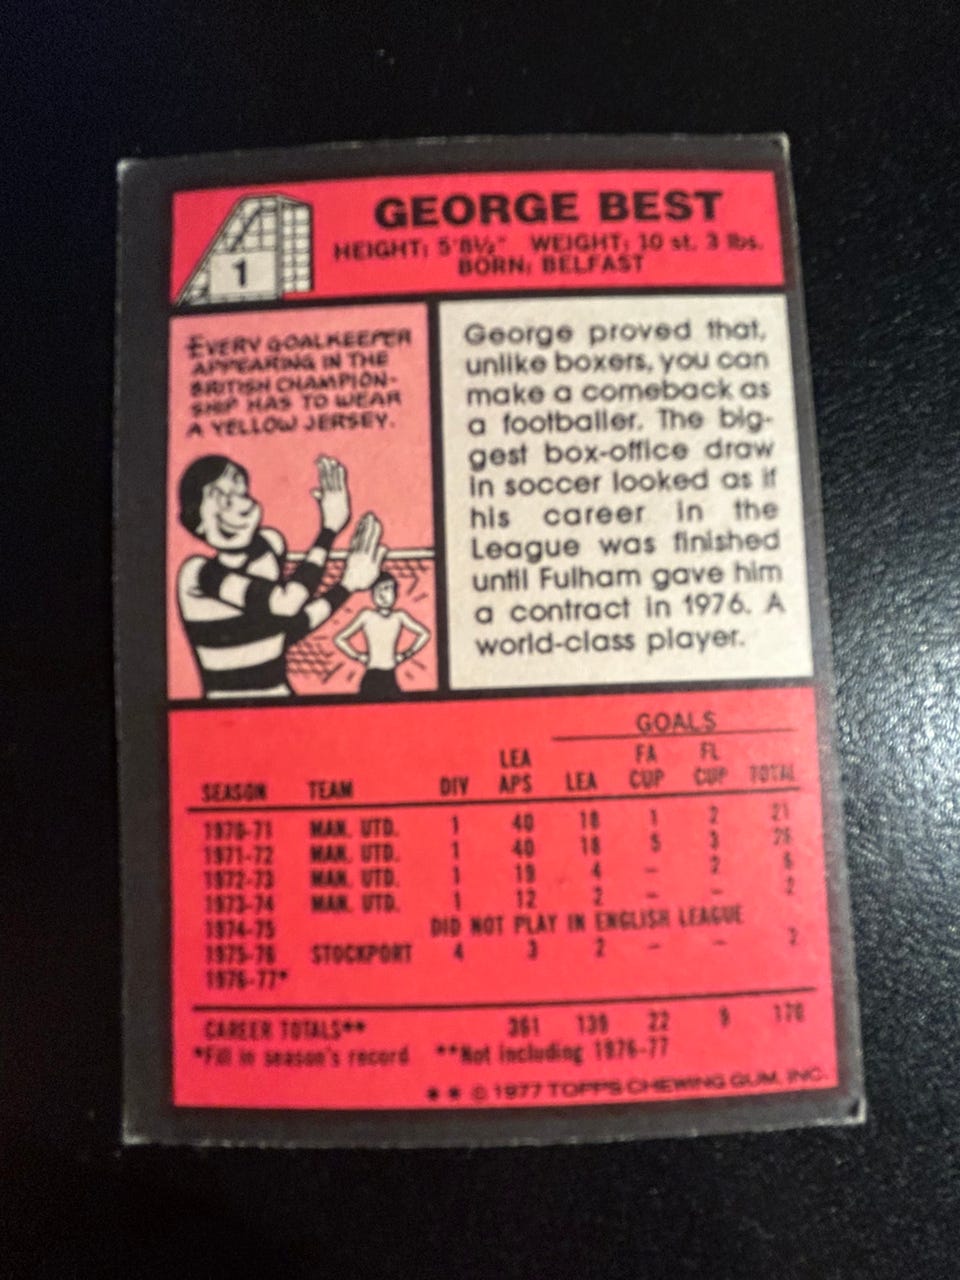 1
GEORGE BEST
HEIGHT: 5'8½" WEIGHT: 10 st. 3 lbs.
BORN: BELFAST
EVERY GOALKEEPER
APPEARING IN THE
BRITISH CHAMPION-
SHIP HAS TO WEAR
A YELLOW JERSEY.
George proved that,
unlike boxers, you can
make a comeback as
a footballer. The big-
gest box-office draw
in soccer looked as if
his career in the
League was finished
until Fulham gave him
a contract in 1976. A
world-class player.
GOALS
LEA FA FL
SEASON TEAM DIV APS LEA CUP CUP TOTAL
1970-71 MAN. UTD. 1 40 18 1 2 21
1971-72 MAN. UTD. 1 40 18 5 3 26
1972-73 MAN. UTD. 1 19 4 – 2 6
1973-74 MAN. UTD. 1 12 2 – – 2
1974-75 DID NOT PLAY IN ENGLISH LEAGUE
1975-76 STOCKPORT 4 3 2 – – 2
1976-77*
CAREER TOTALS** 361 139 22 9 170
*Fill in season's record **Not including 1976-77
* * © 1977 TOPPS CHEWING GUM, INC.